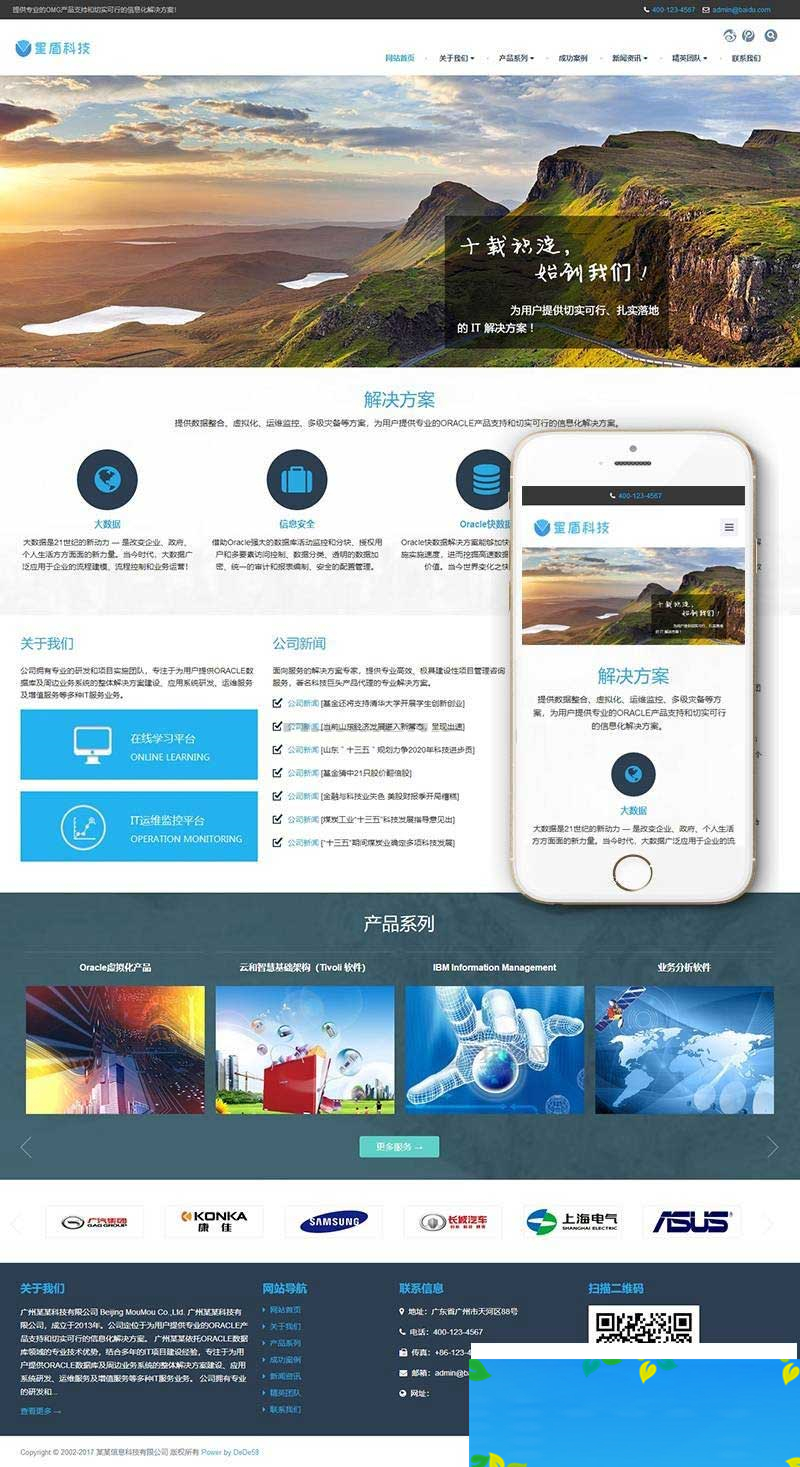 提供专业的OMG产品支持和切实可行的信息化解决方案!
400-123-4567 admin@baidu.com
星盾科技
网站首页 关于我们 产品系列 成功案例 新闻资讯 精英团队 联系我们
十载积淀，
始创我们！
为用户提供切实可行、扎实落地
的 IT 解决方案！
解决方案
提供数据整合、虚拟化、运维监控、多级灾备等方案，为用户提供专业的ORACLE产品支持和切实可行的信息化解决方案。
大数据
大数据是21世纪的新动力 — 是改变企业、政府、
个人生活方方面面的新力量。当今时代，大数据广
泛应用于企业的流程建模、流程控制和业务运营！
信息安全
借助Oracle强大的数据库活动监控和分块、授权用
户和多要素访问控制、数据分类、透明的数据加
密、统一的审计和报表编制、安全的配置管理。
Oracle快数据
Oracle快数据解决方案能够加快
施实施速度，进而挖掘高速数据
价值。当今世界变化之快
关于我们
公司拥有专业的研发和项目实施团队，专注于为用户提供ORACLE数
据库及周边业务系统的整体解决方案建设、应用系统研发、运维服务
及增值服务等多种IT服务业务。
在线学习平台
ONLINE LEARNING
IT运维监控平台
OPERATION MONITORING
公司新闻
面向服务的解决方案专家，提供专业高效、极具建设性项目管理咨询
服务，著名科技巨头产品代理的专业解决方案。
公司新闻 [基金还将支持清华大学开展学生创新创业]
公司新闻 [当前山东经济发展进入新常态，呈现出速]
公司新闻 [山东＂十三五＂规划力争2020年科技进步贡]
公司新闻 [基金猜中21只股价翻倍股]
公司新闻 [金融与科技业失色 美股财报季开局糟糕]
公司新闻 [煤炭工业“十三五”科技发展指导意见出]
公司新闻 [“十三五”期间煤炭业确定多项科技发展]
400-123-4567
星盾科技
十载积淀，
始创我们！
为用户提供切实可行、扎实落地
的 IT 解决方案！
解决方案
提供数据整合、虚拟化、运维监控、多级灾备等方
案，为用户提供专业的ORACLE产品支持和切实可行
的信息化解决方案。
大数据
大数据是21世纪的新动力 — 是改变企业、政府、个人生活
方方面面的新力量。当今时代，大数据广泛应用于企业的流
产品系列
Oracle虚拟化产品 云和智慧基础架构（Tivoli 软件） IBM Information Management 业务分析软件
更多服务 →
广汽集团
GAC GROUP
KONKA
康佳
SAMSUNG
长城汽车
上海电气
SHANGHAI ELECTRIC
ASUS
关于我们
广州某某科技有限公司 Beijing MouMou Co.,Ltd. 广州某某科技有
限公司，成立于2013年。公司定位于为用户提供专业的ORACLE产
品支持和切实可行的信息化解决方案。 广州某某依托ORACLE数据
库领域的专业技术优势，结合多年的IT项目建设经验，专注于为用
户提供ORACLE数据库及周边业务系统的整体解决方案建设、应用
系统研发、运维服务及增值服务等多种IT服务业务。 公司拥有专业
的研发和...
查看更多 →
网站导航
网站首页
关于我们
产品系列
成功案例
新闻资讯
精英团队
联系我们
联系信息
地址：广东省广州市天河区88号
电话：400-123-4567
传真：+86-123-4
邮箱：admin@ba
网址：
扫描二维码
Copyright © 2002-2017 某某信息科技有限公司 版权所有 Power by DeDe58